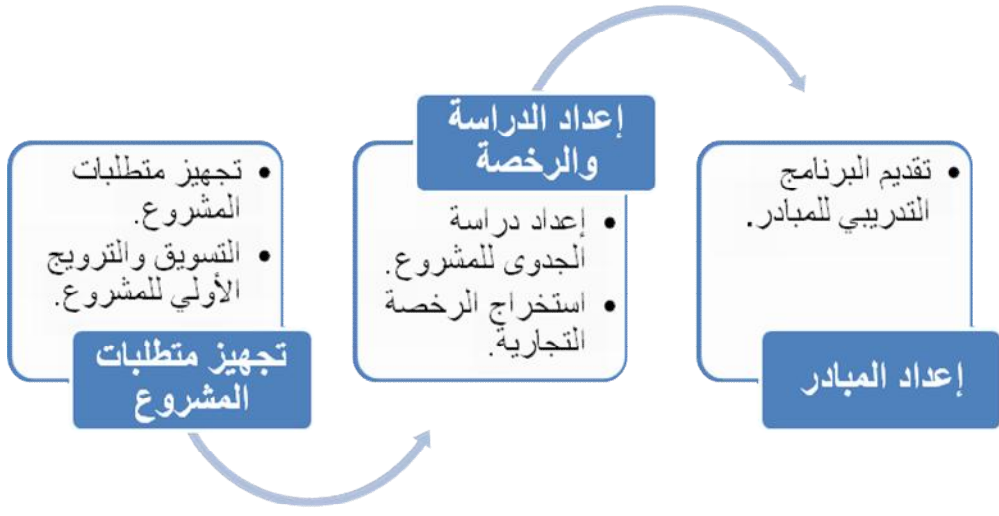 • تقديم البرنامج
التدريبي للمبادر.
إعداد المبادر
إعداد الدراسة
والرخصة
• إعداد دراسة
الجدوى للمشروع.
• استخراج الرخصة
التجارية.
• تجهيز متطلبات
المشروع.
• التسويق والترويج
الأولي للمشروع.
تجهيز متطلبات
المشروع